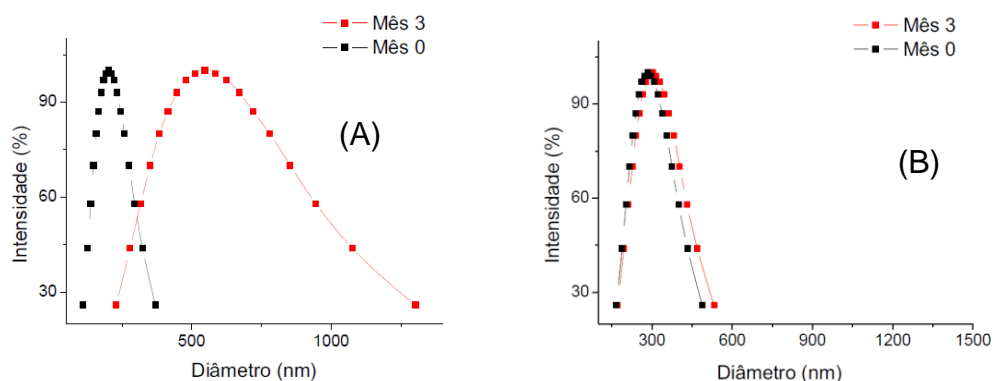 Mês 3
Mês 0
(A)
Intensidade (%)
90
60
30
500
1000
Diâmetro (nm)
Mês 3
Mês 0
(B)
Intensidade (%)
90
60
30
300
600
900
1200
1500
Diâmetro (nm)